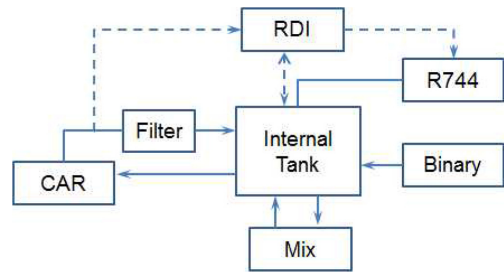 RDI
R744
Filter
Internal
Tank
CAR
Binary
Mix